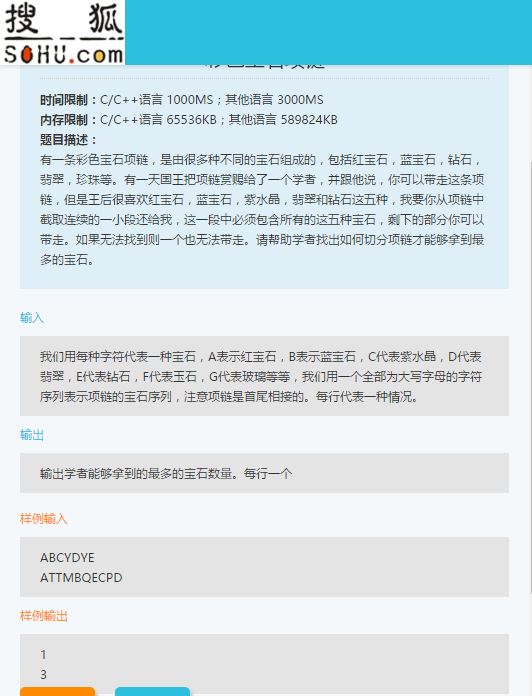 搜狐
SOHU.com
时间限制：C/C++语言 1000MS；其他语言 3000MS
内存限制：C/C++语言 65536KB；其他语言 589824KB
题目描述：
有一条彩色宝石项链，是由很多种不同的宝石组成的，包括红宝石，蓝宝石，钻石，
翡翠，珍珠等。有一天国王把项链赏赐给了一个学者，并跟他说，你可以带走这条项
链，但是王后很喜欢红宝石，蓝宝石，紫水晶，翡翠和钻石这五种，我要你从项链中
截取连续的一小段还给我，这一段中必须包含所有的这五种宝石，剩下的部分你可以
带走。如果无法找到则一个也无法带走。请帮助学者找出如何切分项链才能够拿到最
多的宝石。
输入
我们用每种字符代表一种宝石，A表示红宝石，B表示蓝宝石，C代表紫水晶，D代表
翡翠，E代表钻石，F代表玉石，G代表玻璃等等，我们用一个全部为大写字母的字符
序列表示项链的宝石序列，注意项链是首尾相接的。每行代表一种情况。
输出
输出学者能够拿到的最多的宝石数量。每行一个
样例输入
ABCYDYE
ATTMBQECPD
样例输出
1
3